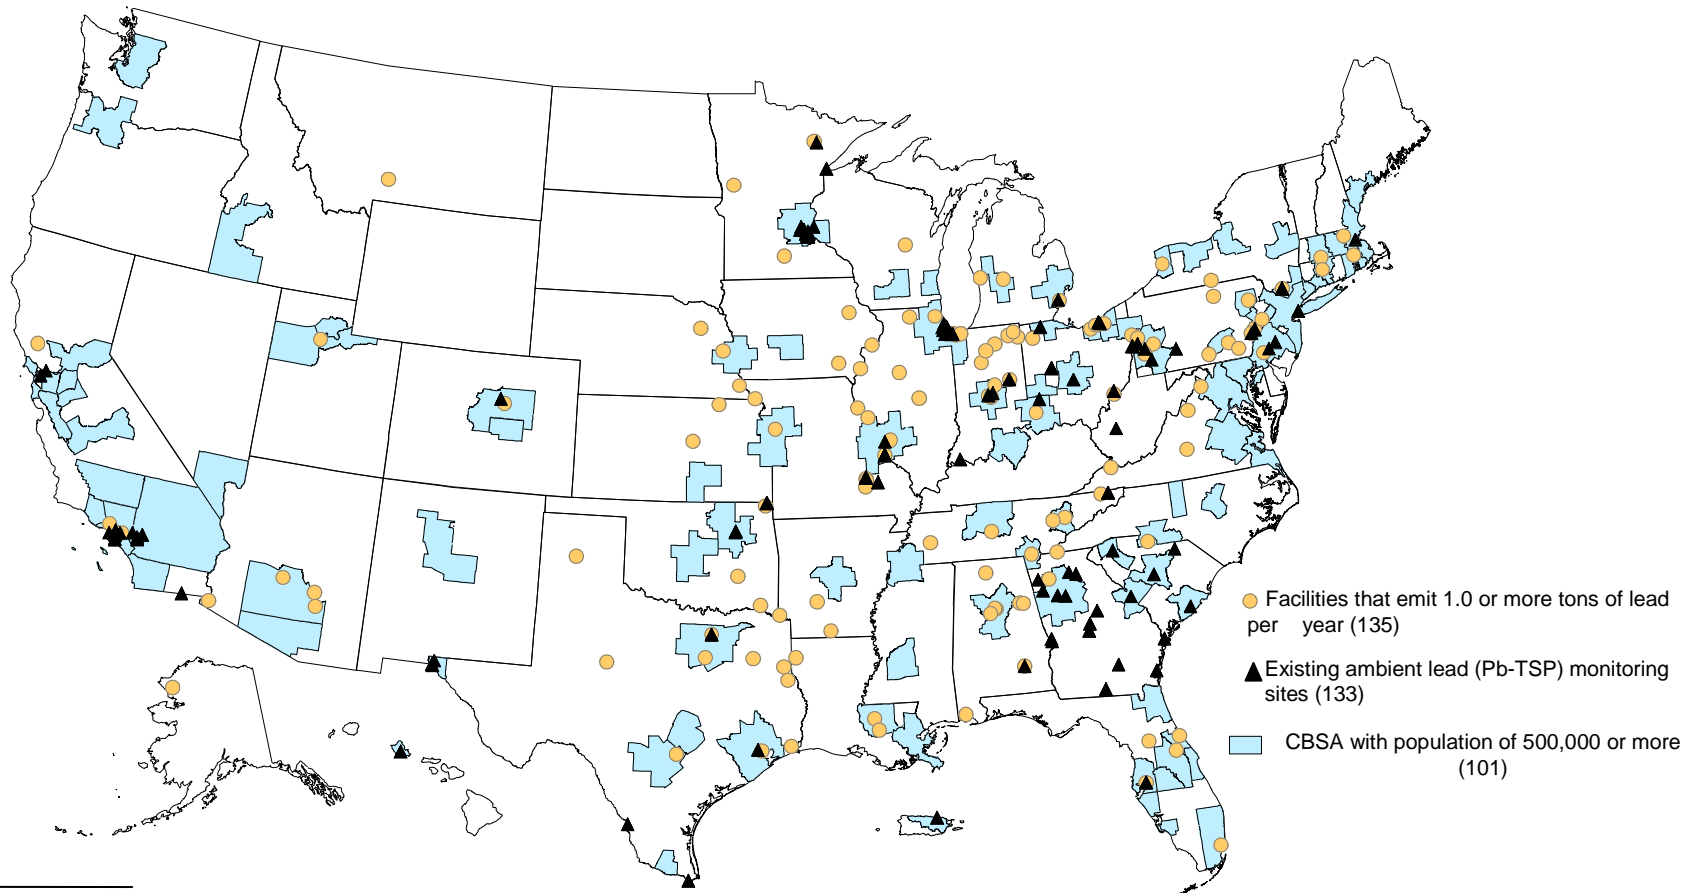 Facilities that emit 1.0 or more tons of lead
per year (135)
Existing ambient lead (Pb-TSP) monitoring
sites (133)
CBSA with population of 500,000 or more
(101)